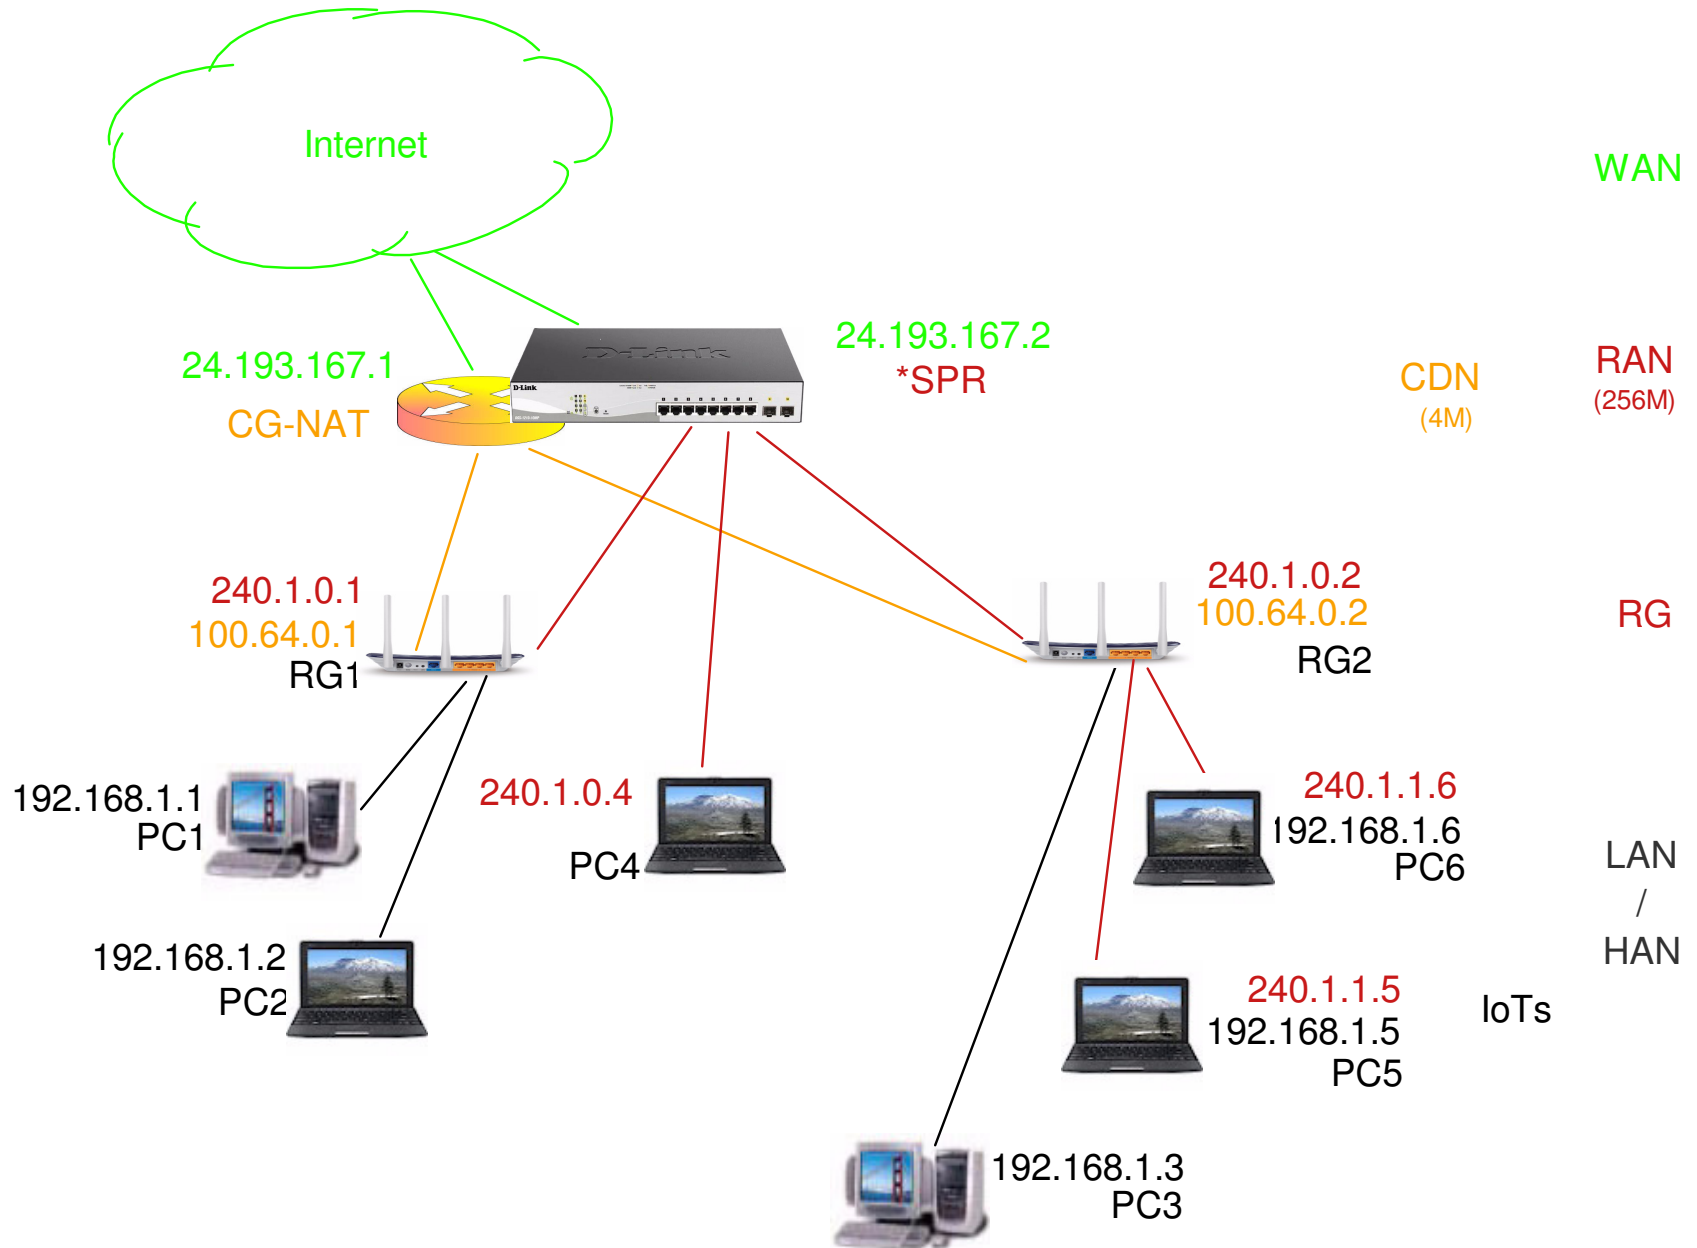 Internet
WAN
24.193.167.1
CG-NAT
D-Link
D-Link
24.193.167.2
*SPR
CDN
(4M)
RAN
(256M)
240.1.0.1
100.64.0.1
RG1
240.1.0.2
100.64.0.2
RG2
RG
192.168.1.1
PC1
240.1.0.4
PC4
240.1.1.6
192.168.1.6
PC6
LAN
/
HAN
192.168.1.2
PC2
240.1.1.5
192.168.1.5
PC5
IoTs
192.168.1.3
PC3